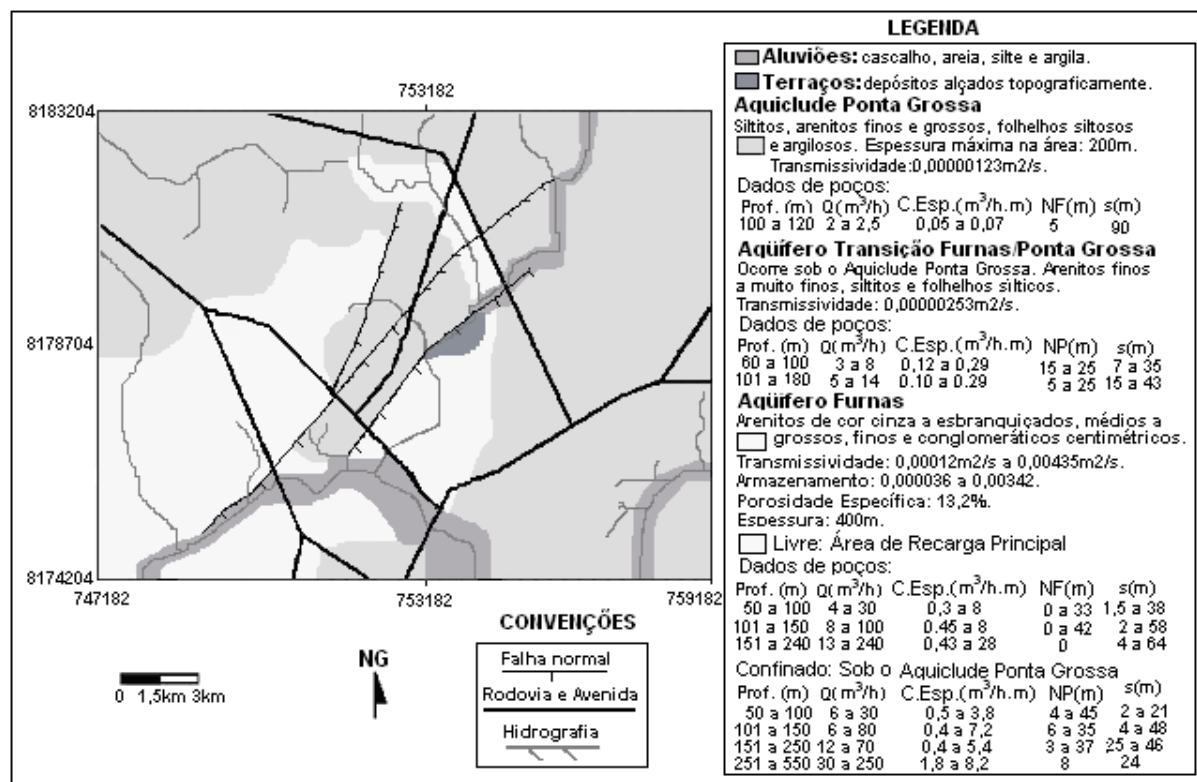 LEGENDA
Aluviões: cascalho, areia, silte e argila.
Terraços: depósitos alçados topograficamente.
Aquiclude Ponta Grossa
Siltitos, arenitos finos e grossos, folhelhos siltosos
e argilosos. Espessura máxima na área: 200m.
Transmissividade:0,00000123m2/s.
Dados de poços:
Prof. (m) Q(m³/h) C.Esp.(m³/h.m) NF(m) s(m)
100 a 120 2 a 2,5 0,05 a 0,07 5 90
Aqüífero Transição Furnas/Ponta Grossa
Ocorre sob o Aquiclude Ponta Grossa. Arenitos finos
a muito finos, siltitos e folhelhos sílticos.
Transmissividade: 0,00000253m2/s.
Dados de poços:
Prof. (m) Q(m³/h) C.Esp.(m³/h.m) NP(m) s(m)
60 a 100 3 a 8 0,12 a 0,29 15 a 25 7 a 35
101 a 180 5 a 14 0.10 a 0.29 5 a 25 15 a 43
Aqüífero Furnas
Arenitos de cor cinza a esbranquiçados, médios a
grossos, finos e conglomeráticos centimétricos.
Transmissividade: 0,00012m2/s a 0,00435m2/s.
Armazenamento: 0,000036 a 0,00342.
Porosidade Específica: 13,2%.
Espessura: 400m.
Livre: Área de Recarga Principal
Dados de poços:
Prof. (m) Q(m³/h) C.Esp.(m³/h.m) NF(m) s(m)
50 a 100 4 a 30 0,3 a 8 0 a 33 1,5 a 38
101 a 150 8 a 100 0.45 a 8 0 a 42 2 a 58
151 a 240 13 a 240 0,43 a 28 0 4 a 64
Confinado: Sob o Aquiclude Ponta Grossa
Prof. (m) Q(m³/h) C.Esp.(m³/h.m) NP(m) s(m)
50 a 100 6 a 30 0,5 a 3,8 4 a 45 2 a 21
101 a 150 6 a 80 0,4 a 7,2 6 a 35 4 a 48
151 a 250 12 a 70 0,4 a 5,4 3 a 37 25 a 46
251 a 550 30 a 250 1,8 a 8,2 8 24
753182
8183204
8178704
8174204
747182
753182
759182
0 1,5km 3km
NG
CONVENÇÕES
Falha normal
Rodovia e Avenida
Hidrografia